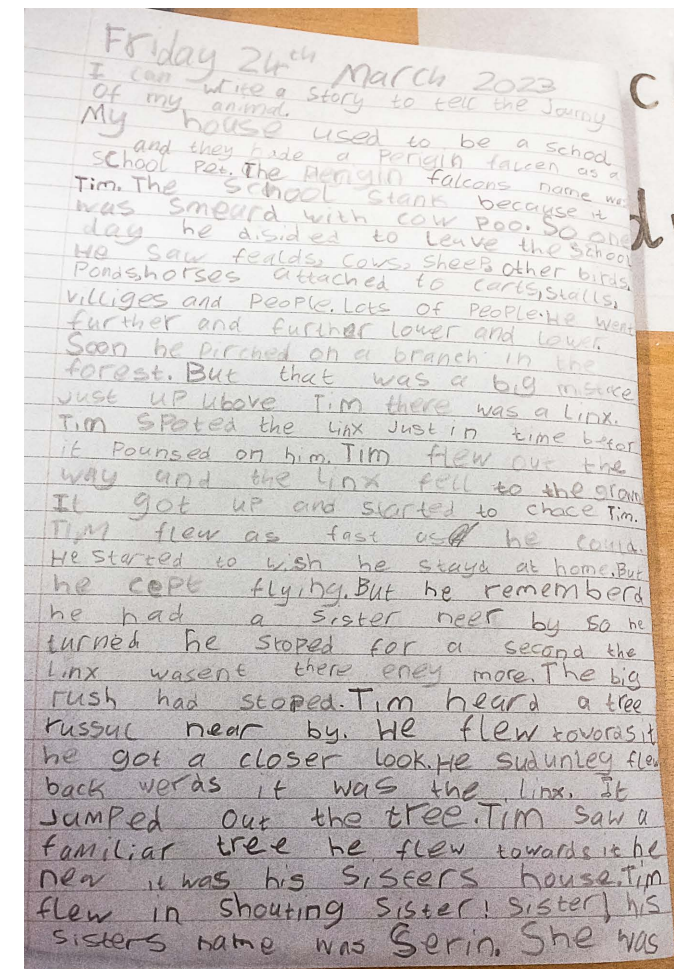 Friday 24th March 2023
I can write a story to tell the Journy
of my animal.
My house used to be a school
and they hade a Perigin falcen as a
school Pet. The Perigin falcons name was
Tim. The School stank because it
was smeard with cow poo. So one
day he disided to leave the school
He saw fealds, cows, sheep, other birds,
Ponds, horses attached to carts, stalls,
villiges and People. Lots of People. He went
further and further lower and lower.
Soon he pirched on a branch in the
forest. But that was a big mistace
Just up ubove Tim there was a Linx.
Tim spoted the Linx Just in time befor
it pounsed on him. Tim flew out the
way and the linx fell to the groun
It got up and started to chace Tim.
Tim flew as fast as he could.
He started to wish he stayd at home. But
he cept flying. But he rememberd
he had a sister neer by so he
turned he stoped for a second the
Linx wasent there eney more. The big
rush had stoped. Tim heard a tree
russuc near by. He flew towords it
he got a closer look. He sudunley flew
back werds it was the linx. It
Jumped out the tree. Tim saw a
familiar tree he flew towards it he
new it was his sisters house. Tim
flew in shouting sister! sister! his
sisters name was Serin. She was
C
d